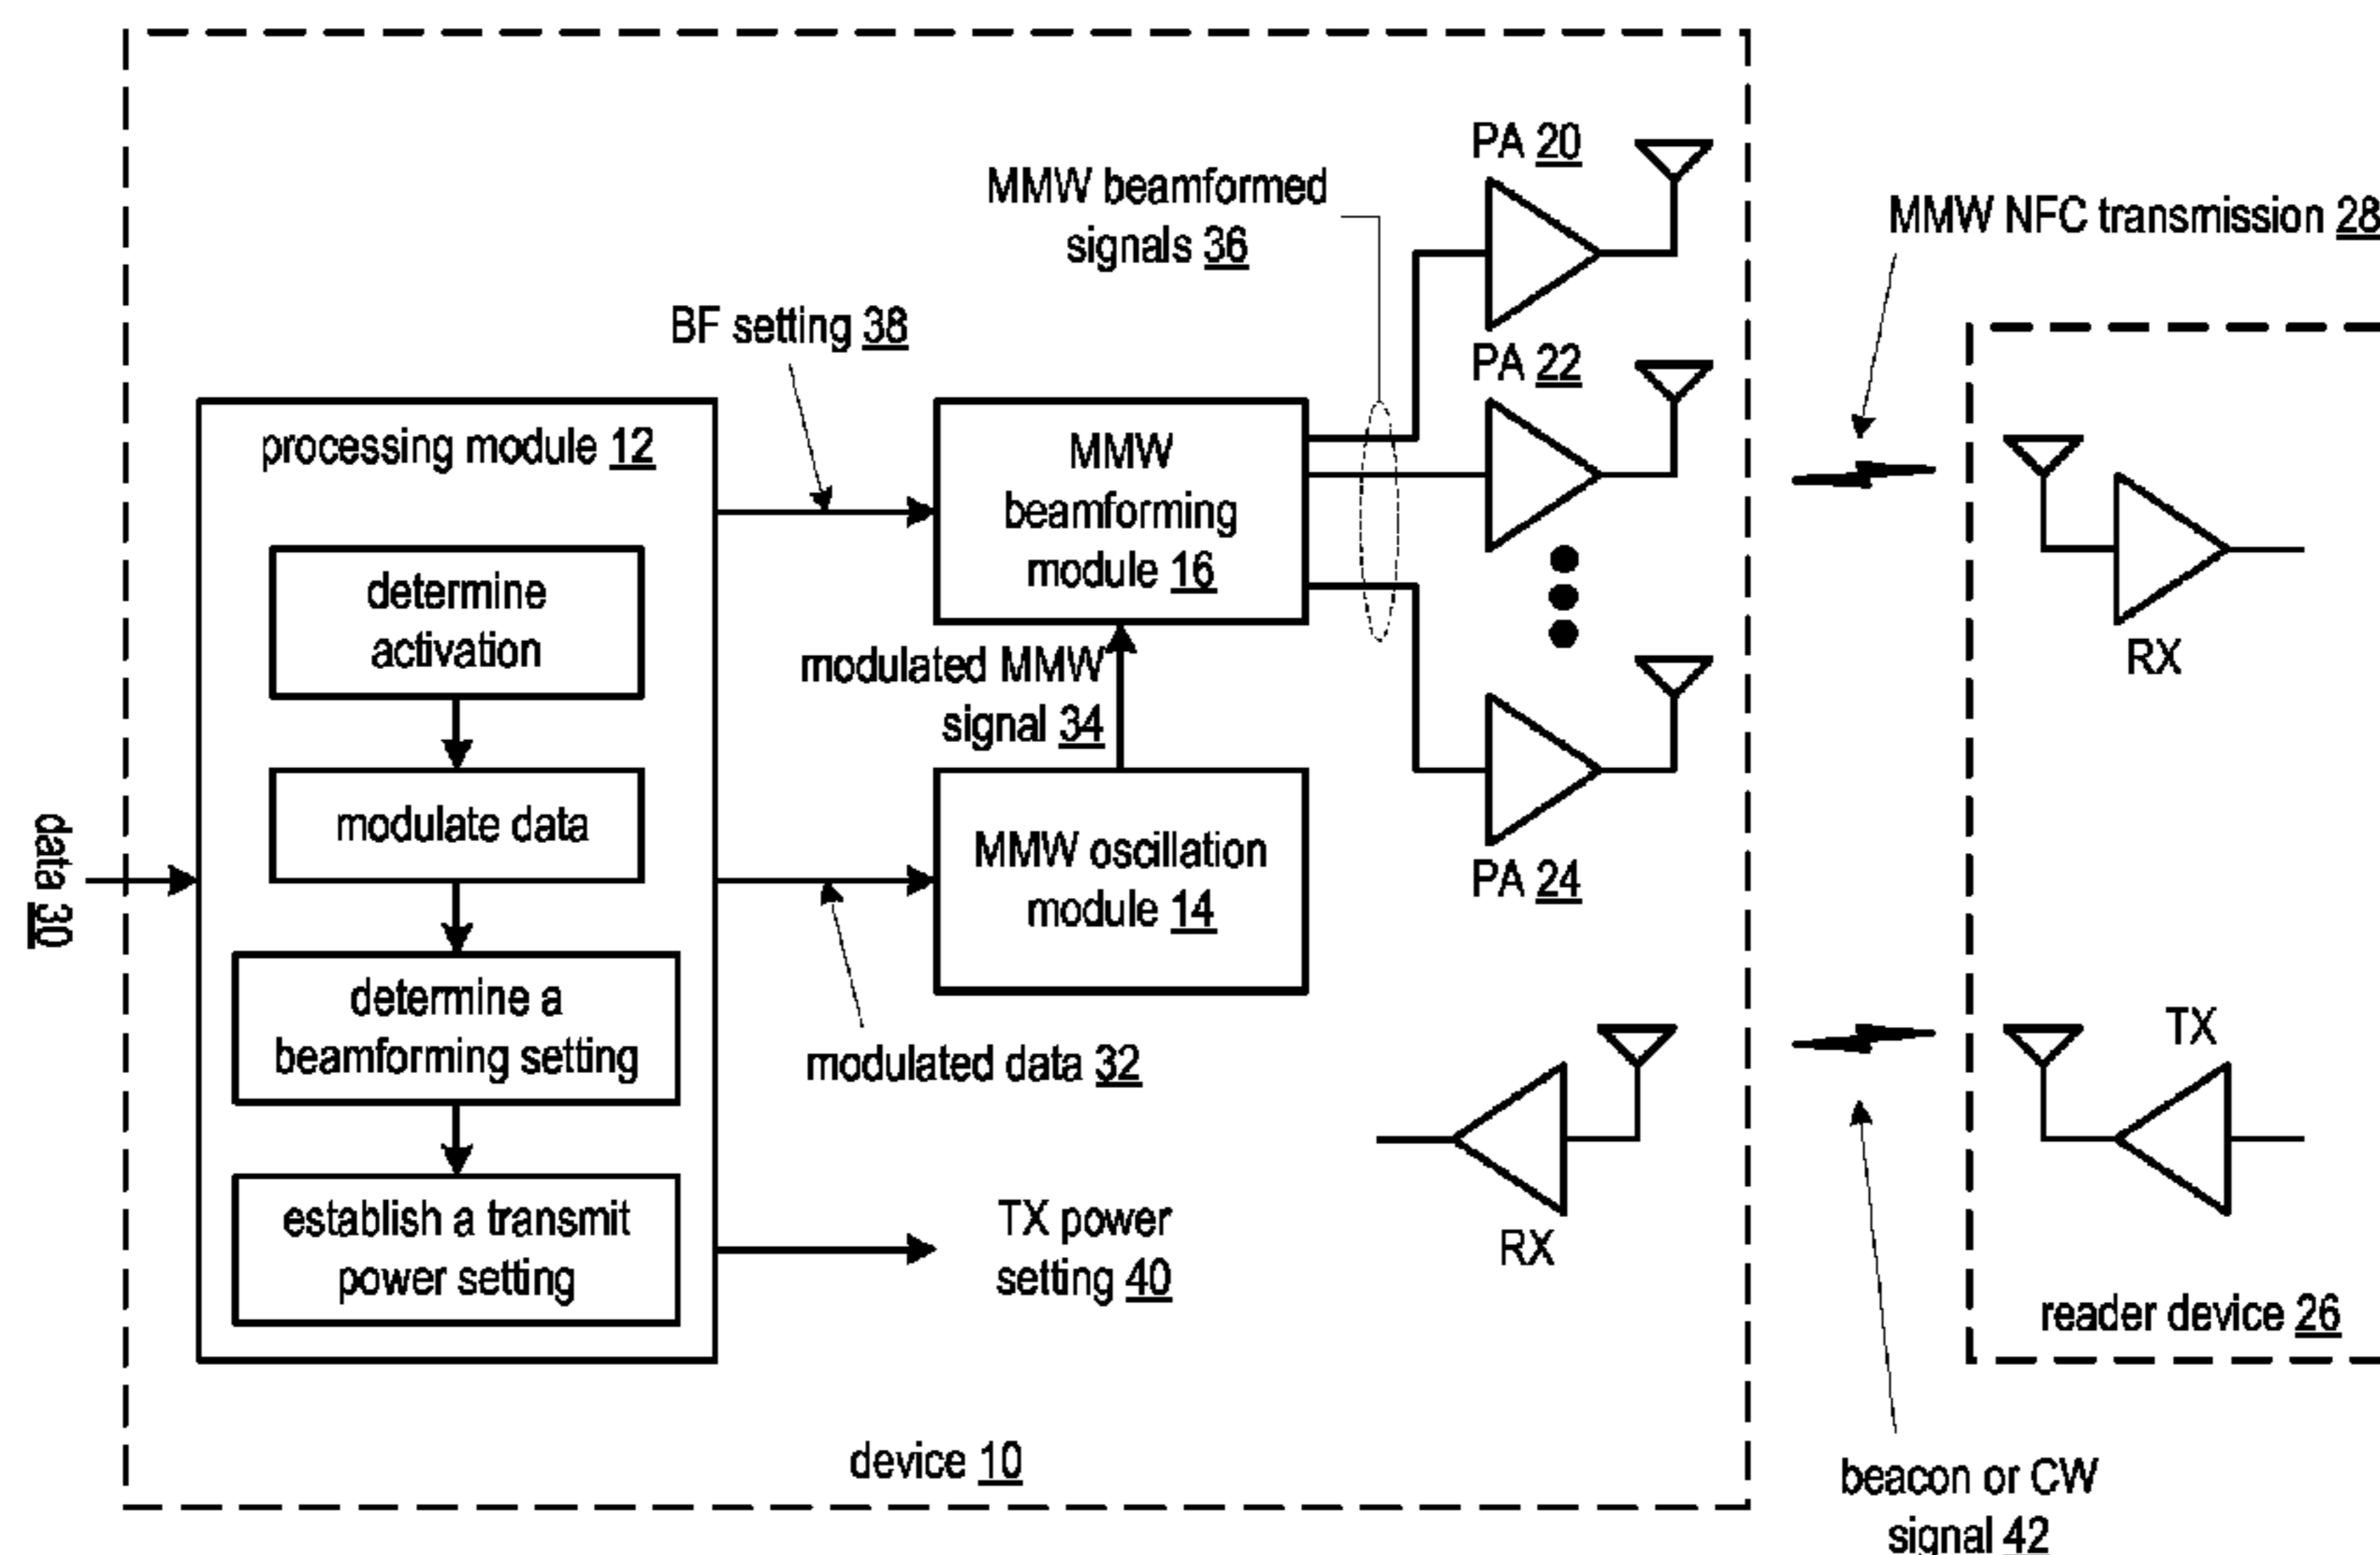 PA 20
MMW beamformed
signals 36
MMW NFC transmission 28
BF setting 38
PA 22
processing module 12
MMW
beamforming
module 16
determine
activation
modulated MMW
signal 34
RX
modulate data
data 30
MMW oscillation
module 14
PA 24
determine a
beamforming setting
modulated data 32
TX
establish a transmit
power setting
TX power
setting 40
RX
reader device 26
device 10
beacon or CW
signal 42